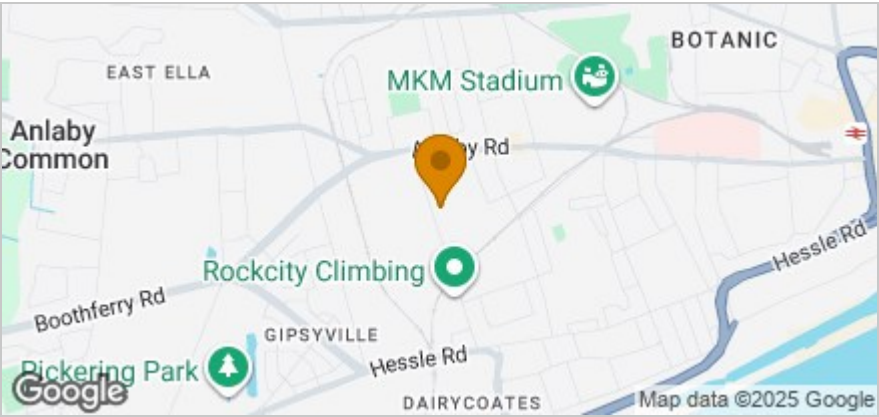 BOTANIC
EAST ELLA
MKM Stadium
Anlaby
Common
Rd
Rockcity Climbing
Hessle Rd
Boothferry Rd
GIPSYVILLE
Hessle Rd
Pickering Park
DAIRYCOATES
Google
Map data ©2025 Google